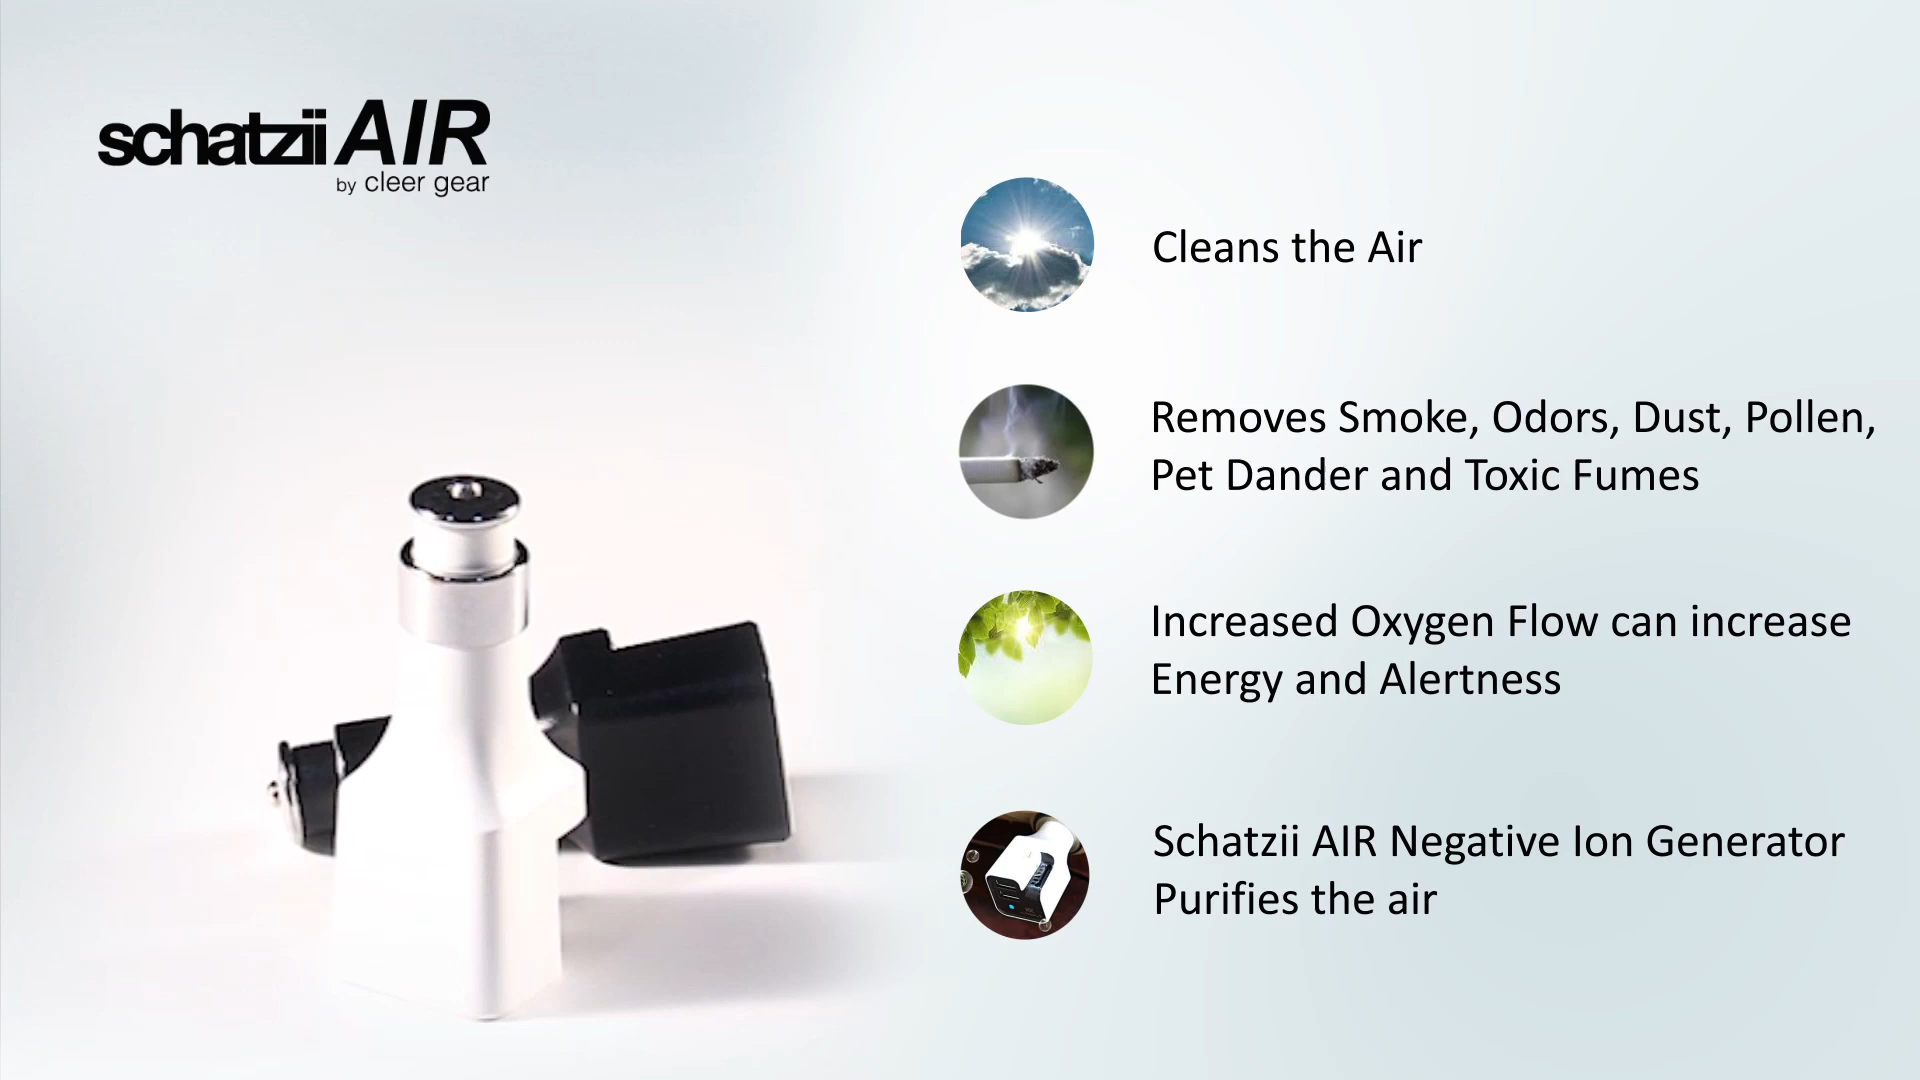 schatzii AIR
by cleer gear
Cleans the Air
Removes Smoke, Odors, Dust, Pollen,
Pet Dander and Toxic Fumes
Increased Oxygen Flow can increase
Energy and Alertness
Schatzii AIR Negative Ion Generator
Purifies the air